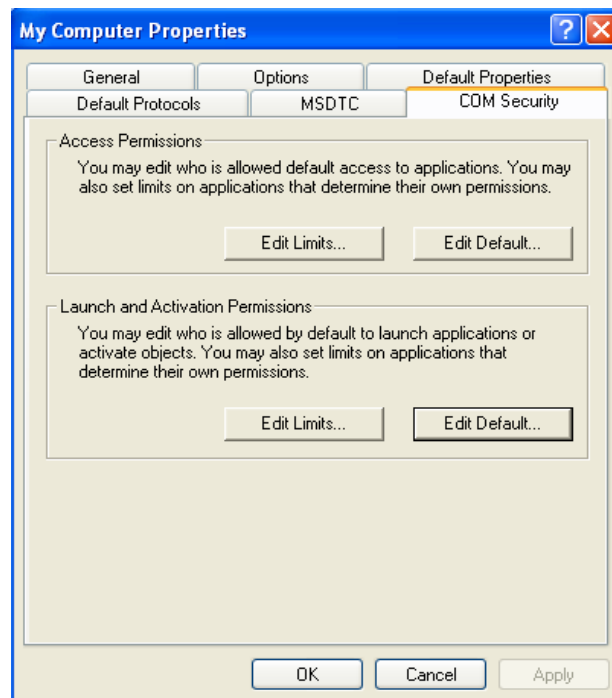 My Computer Properties
General Options Default Properties
Default Protocols MSDTC COM Security
Access Permissions
You may edit who is allowed default access to applications. You may
also set limits on applications that determine their own permissions.
Edit Limits... Edit Default...
Launch and Activation Permissions
You may edit who is allowed by default to launch applications or
activate objects. You may also set limits on applications that
determine their own permissions.
Edit Limits... Edit Default...
OK Cancel Apply